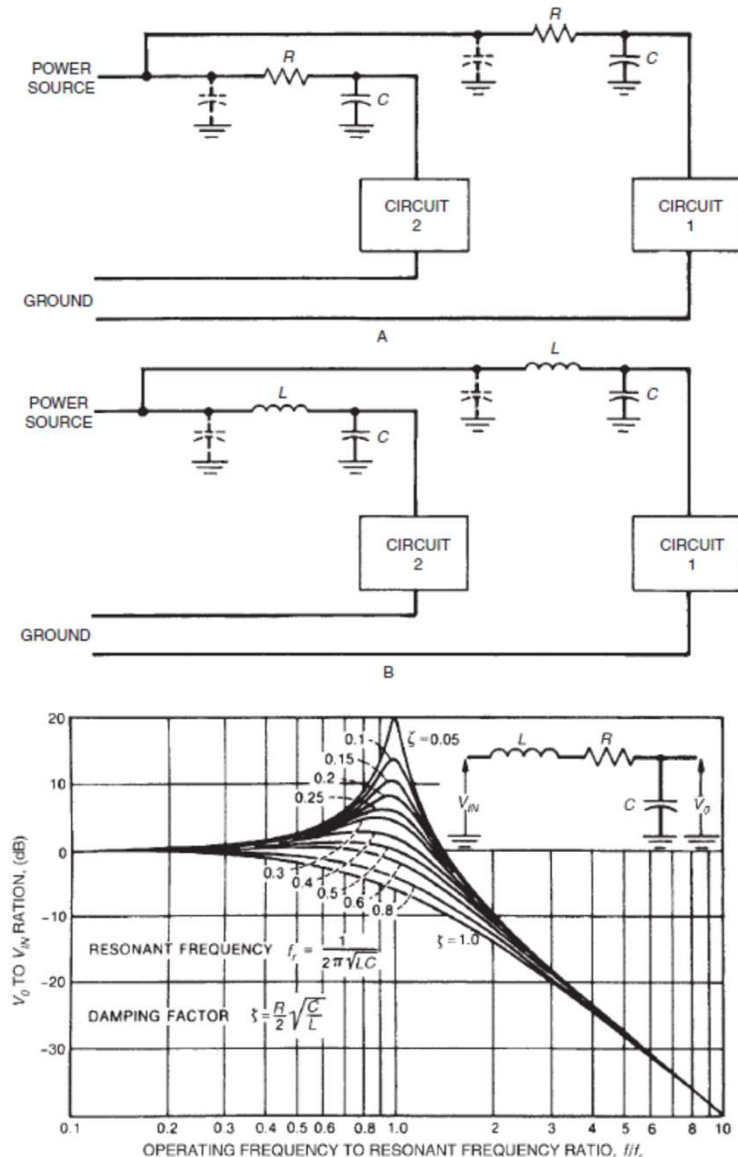 R
POWER
SOURCE
R
C
C
CIRCUIT
2
CIRCUIT
1
GROUND
A
L
POWER
SOURCE
L
C
C
CIRCUIT
2
CIRCUIT
1
GROUND
B
V₀ TO V_IN RATION, (dB)
20
10
0
-10
-20
-30
0.1
0.15
0.2
0.25
ζ = 0.05
0.3
0.4
0.5
0.6
0.8
ζ = 1.0
L
R
C
V_IN
V₀
RESONANT FREQUENCY f_r = 1 / 2π√LC
DAMPING FACTOR ζ = R/2 √C/L
0.1 0.2 0.3 0.4 0.5 0.6 0.8 1.0 2 3 4 5 6 8 10
OPERATING FREQUENCY TO RESONANT FREQUENCY RATIO, f/f_r